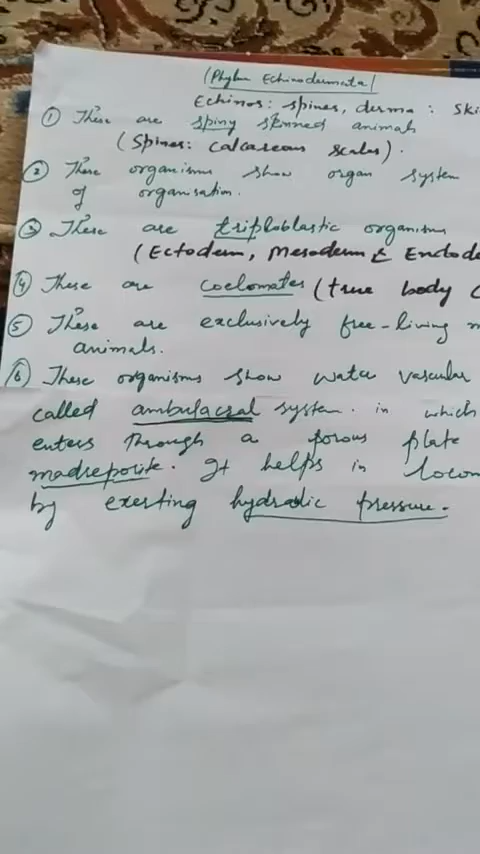 (Phylum Echinodermata)
Echinos: spines, derma: Ski
① These are spiny skinned animals
(Spines: calcareous scales).
② These organisms show organ system
of organisation.
③ These are triploblastic organisms
(Ectoderm, Mesoderm & Endode
④ These are coelomates (true body c
⑤ These are exclusively free-living m
animals.
⑥ These organisms show water vascular
called ambulacral system. in which
enters through a porous plate
madreporite. It helps in locom
by exerting hydraulic pressure.